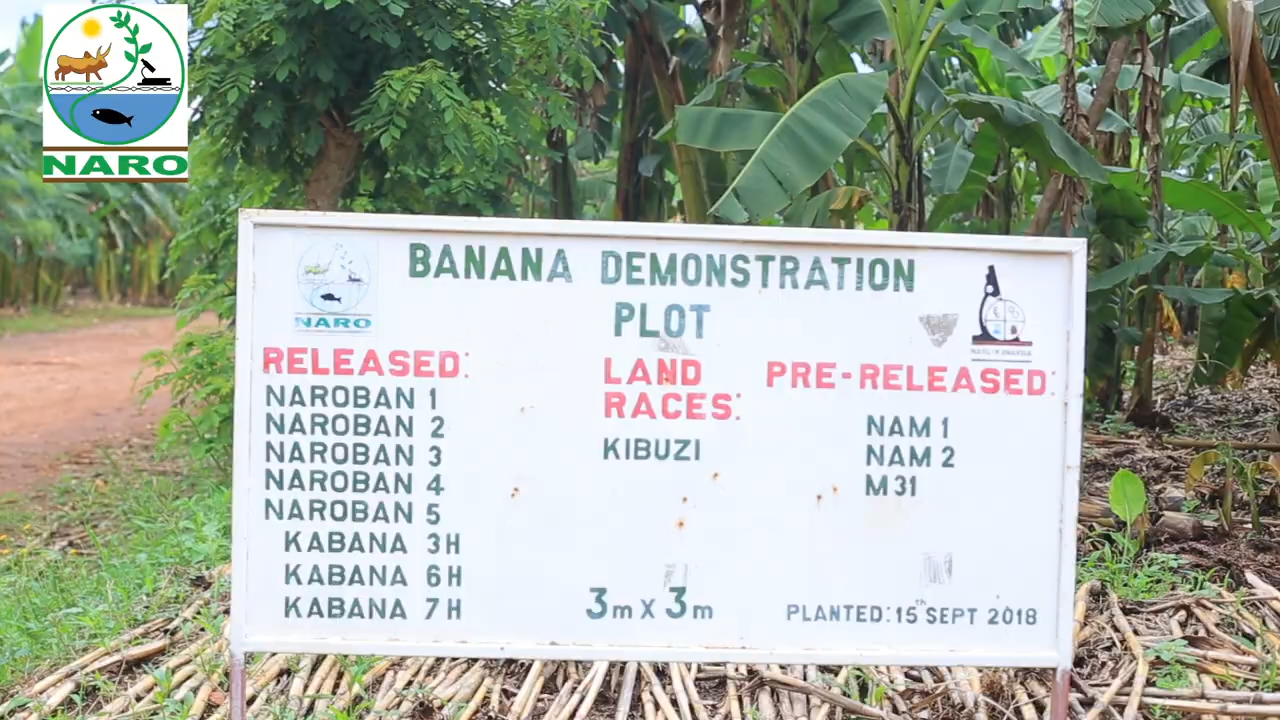 NARO
BANANA DEMONSTRATION
PLOT
NARO
RELEASED:
NAROBAN 1
NAROBAN 2
NAROBAN 3
NAROBAN 4
NAROBAN 5
KABANA 3H
KABANA 6H
KABANA 7H
LAND
RACES:
KIBUZI
3m X 3m
PRE-RELEASED:
NAM 1
NAM 2
M 31
PLANTED: 15th SEPT 2018